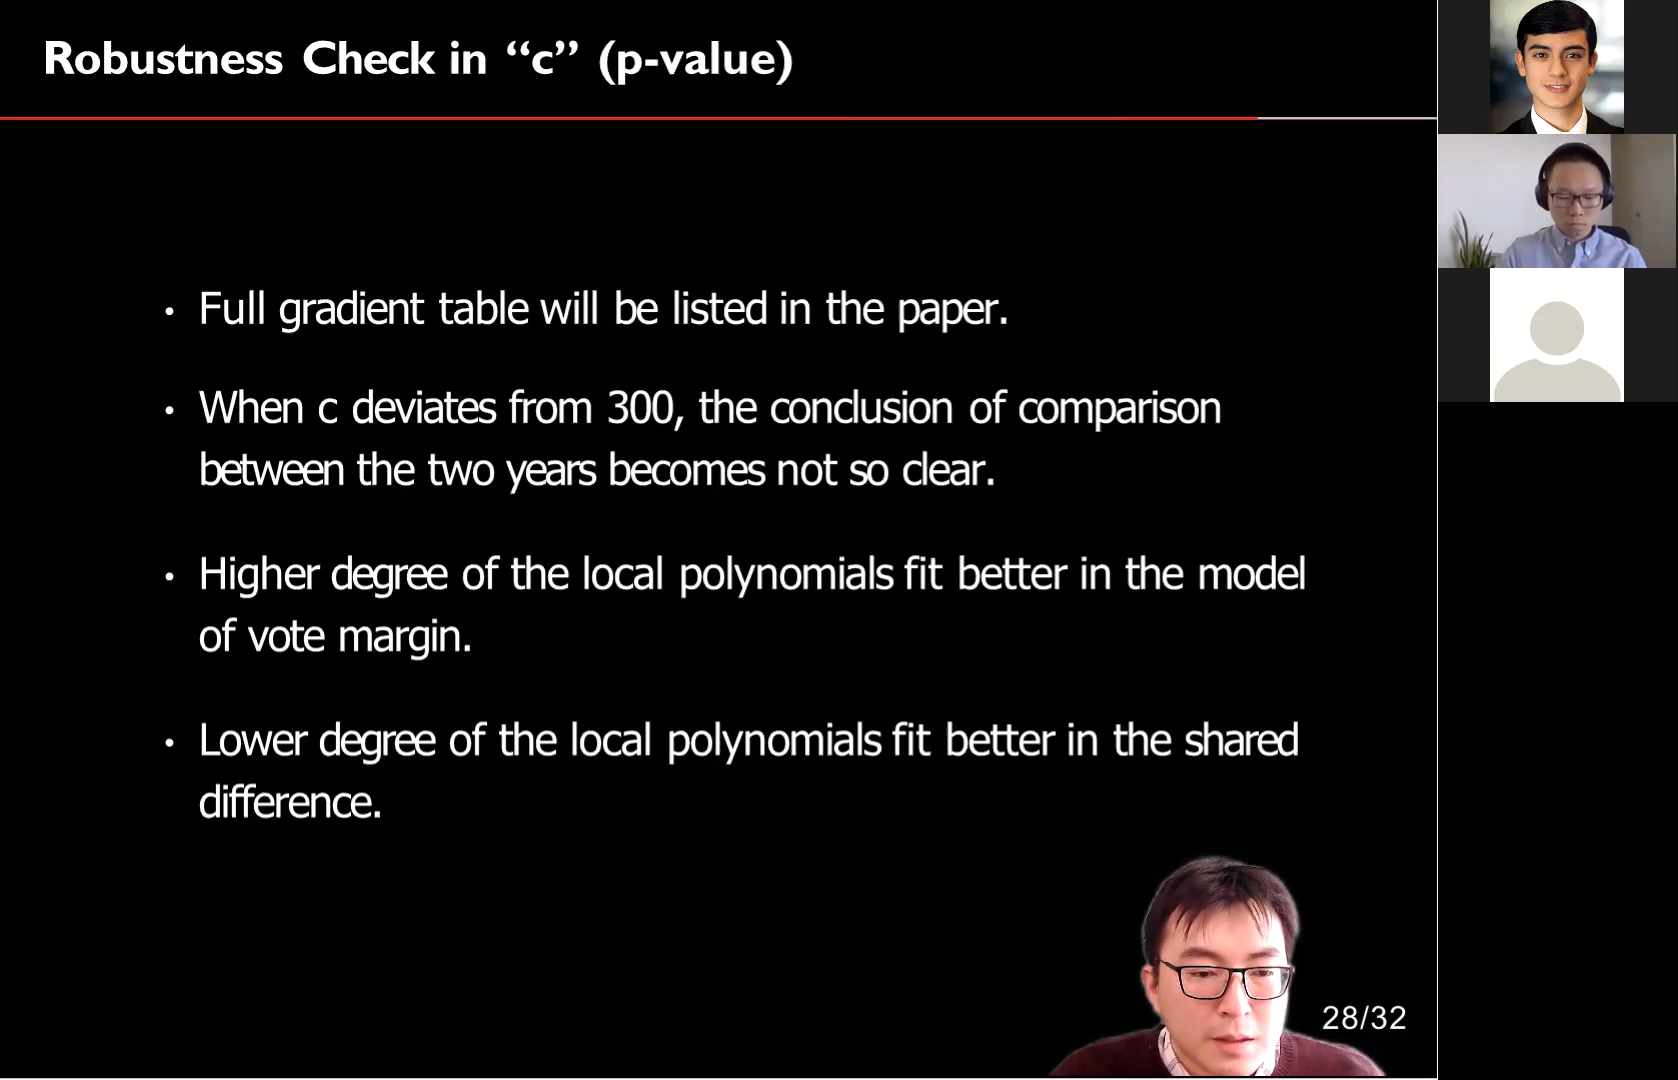 Robustness Check in “c” (p-value)
• Full gradient table will be listed in the paper.
• When c deviates from 300, the conclusion of comparison
between the two years becomes not so clear.
• Higher degree of the local polynomials fit better in the model
of vote margin.
• Lower degree of the local polynomials fit better in the shared
difference.
28/32